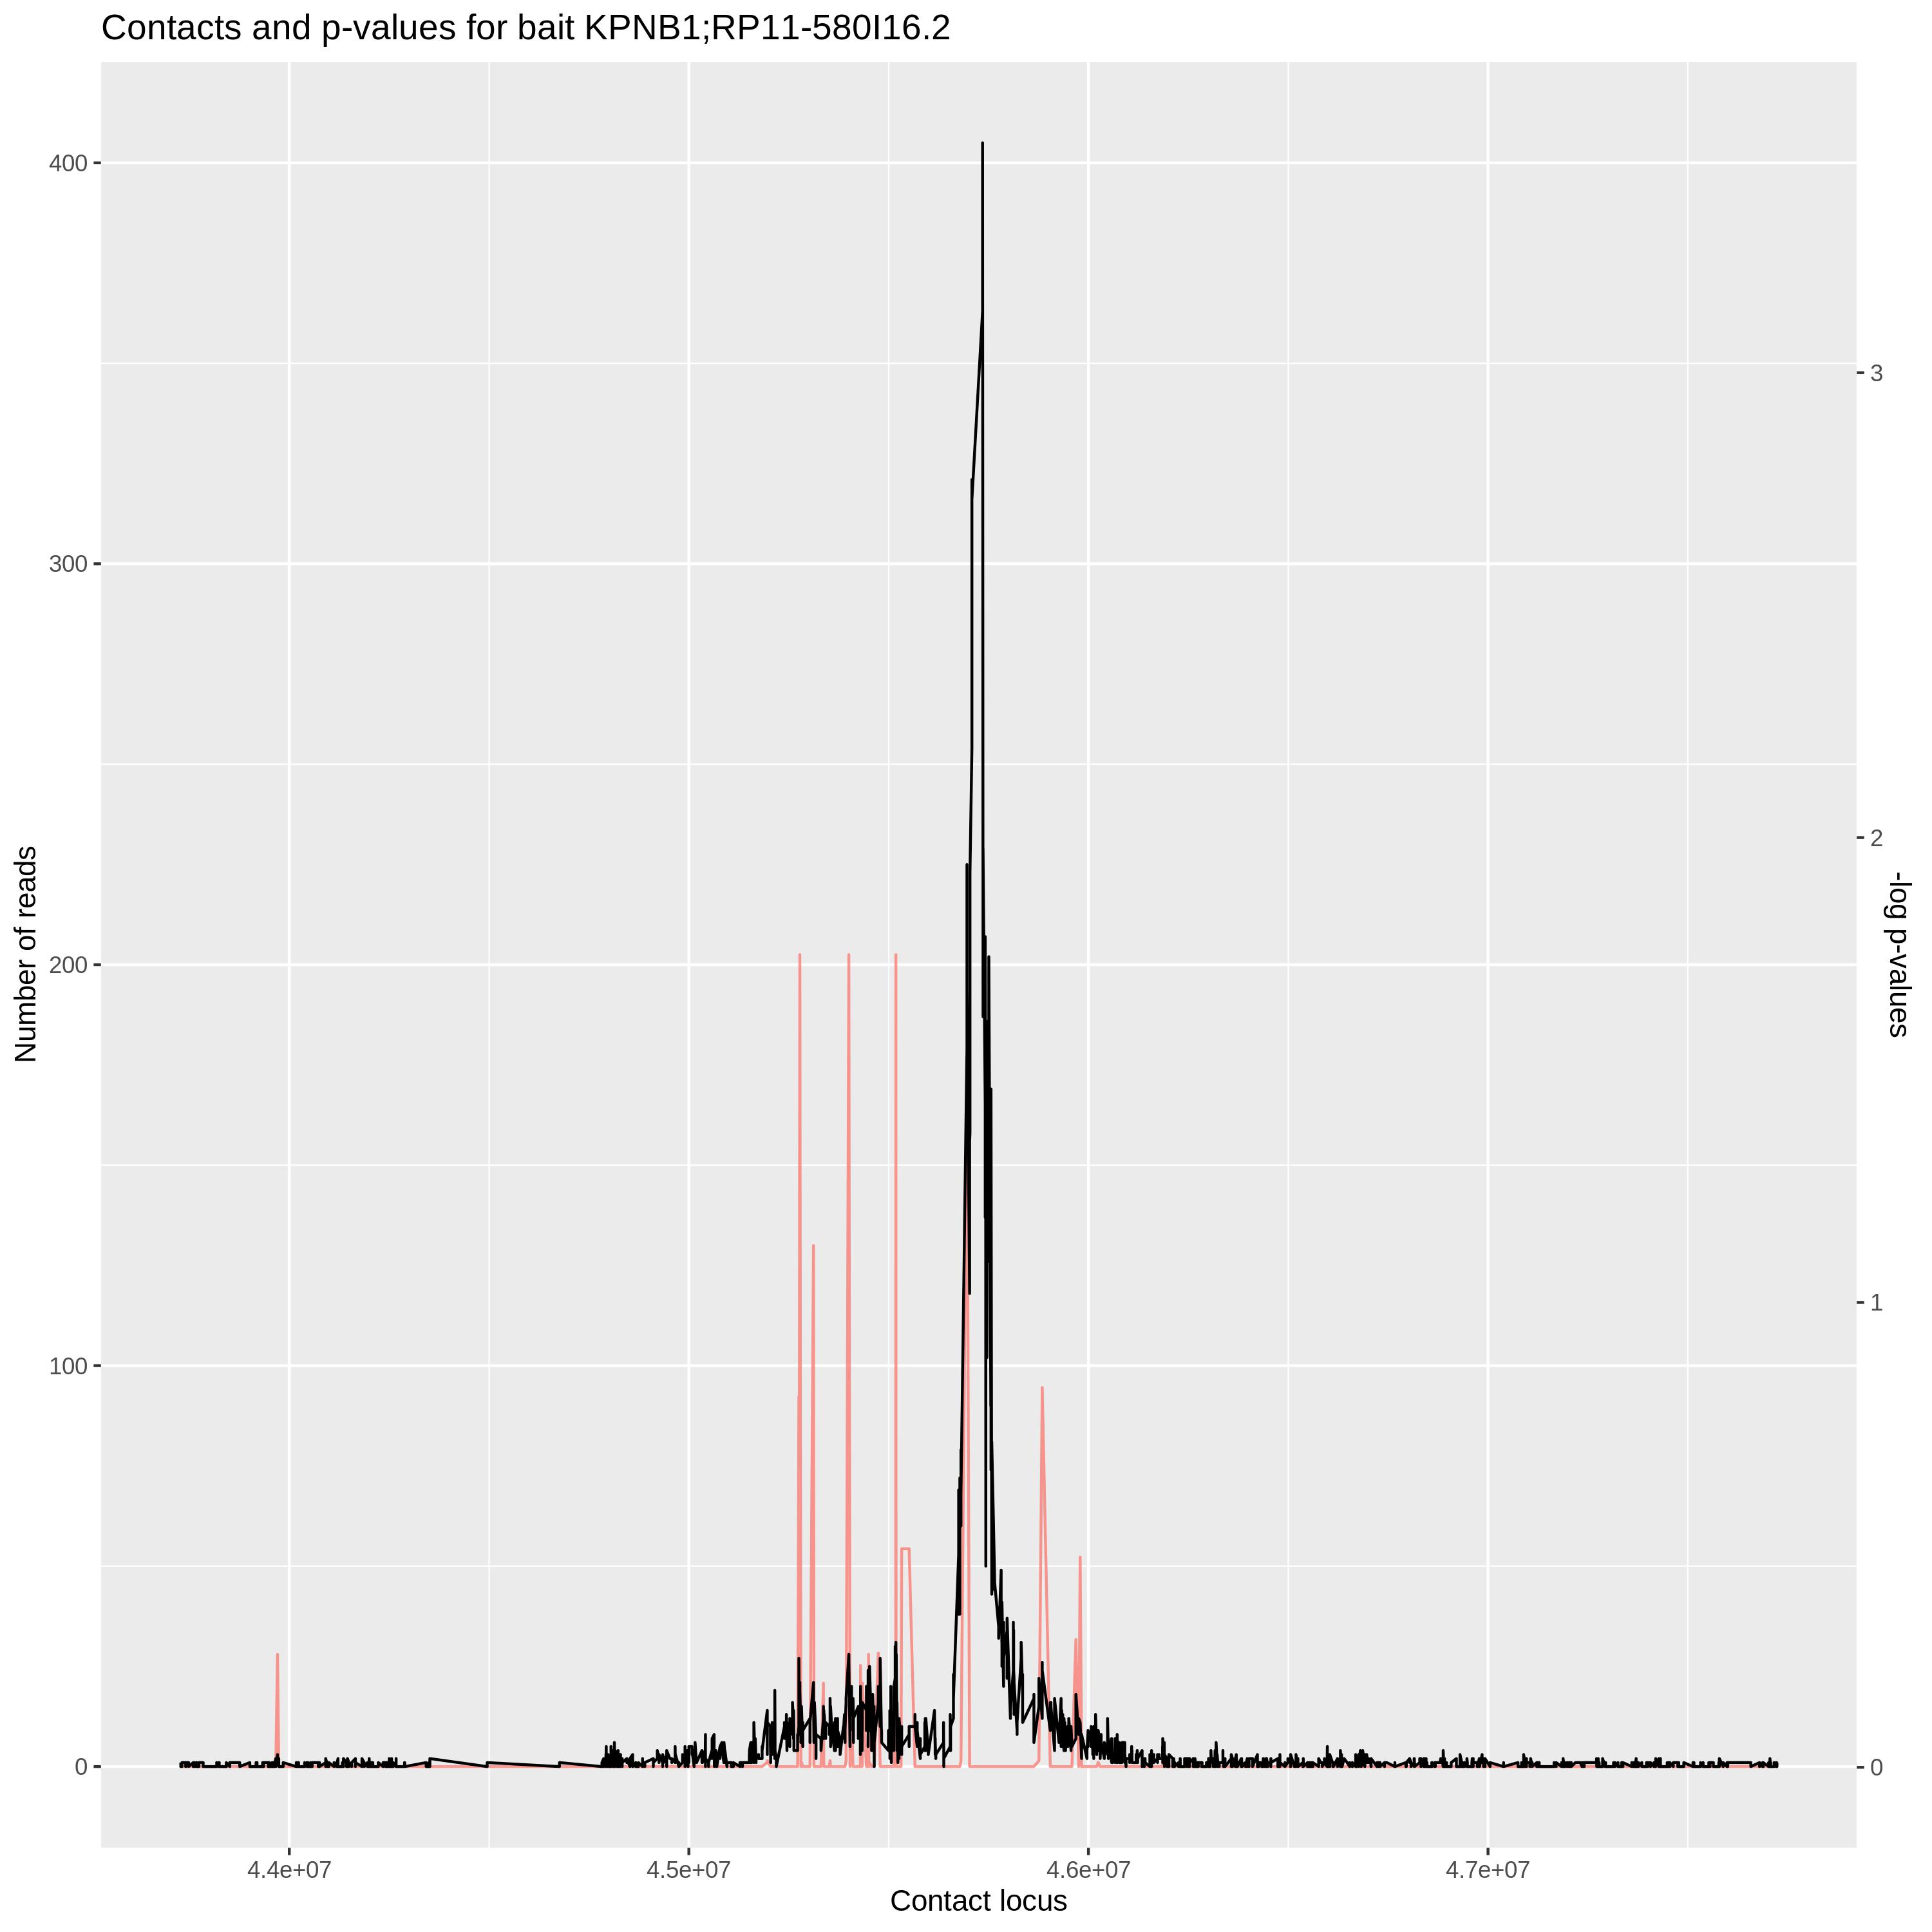 Contacts and p-values for bait KPNB1;RP11-580I16.2
400
300
200
100
0
Number of reads
3
2
1
0
-log p-values
4.4e+07 4.5e+07 4.6e+07 4.7e+07
Contact locus